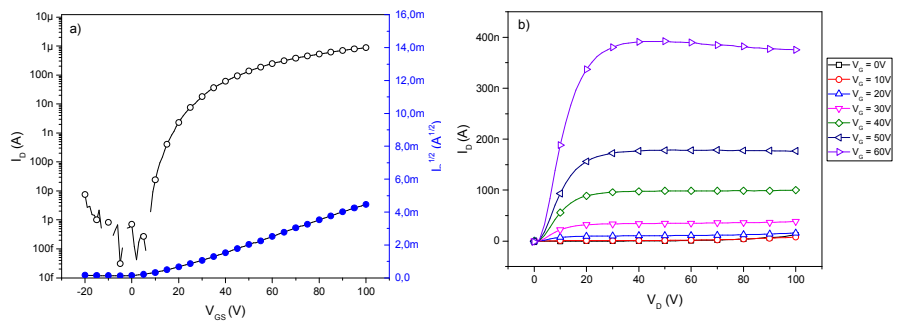 a)
10µ
1µ
100n
10n
1n
100p
10p
1p
100f
10f
I_D (A)
-20 0 20 40 60 80 100
V_GS (V)
16,0m
14,0m
12,0m
10,0m
8,0m
6,0m
4,0m
2,0m
0,0
(A^1/2)
b)
400n
300n
200n
100n
0
I_D (A)
0 20 40 60 80 100
V_D (V)
V_G = 0V
V_G = 10V
V_G = 20V
V_G = 30V
V_G = 40V
V_G = 50V
V_G = 60V